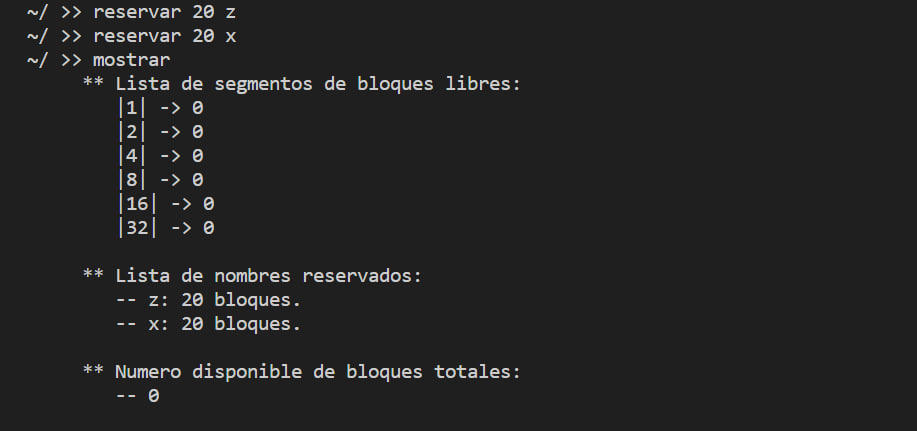 ~/ >> reservar 20 z
~/ >> reservar 20 x
~/ >> mostrar
** Lista de segmentos de bloques libres:
|1| -> 0
|2| -> 0
|4| -> 0
|8| -> 0
|16| -> 0
|32| -> 0
** Lista de nombres reservados:
-- z: 20 bloques.
-- x: 20 bloques.
** Numero disponible de bloques totales:
-- 0